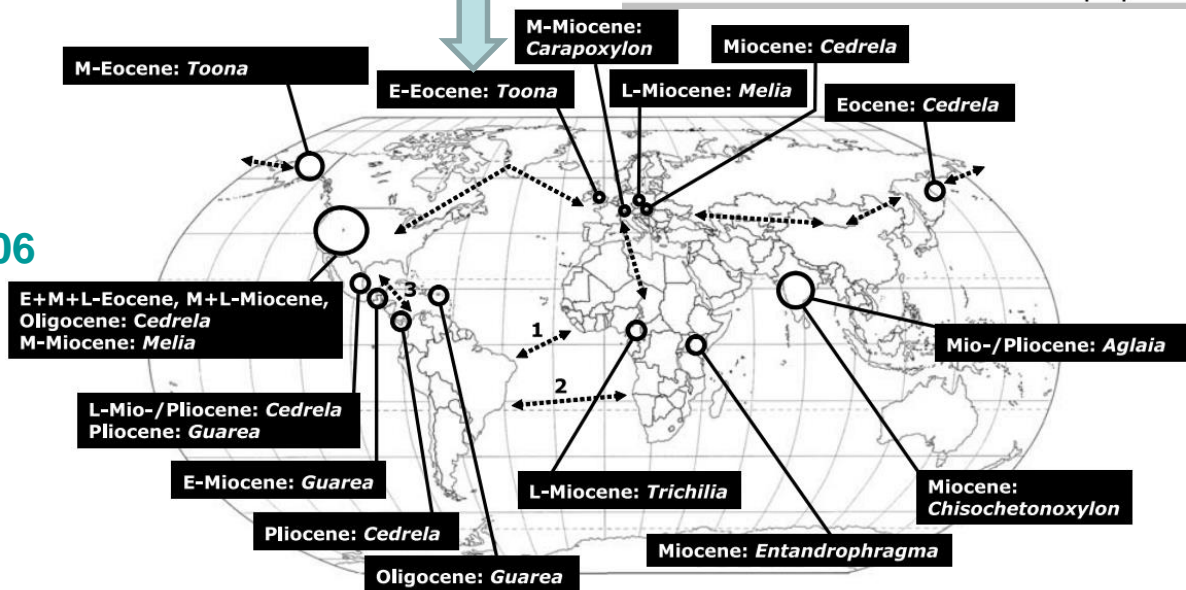 M-Miocene:
Carapoxylon
Miocene: Cedrela
M-Eocene: Toona
E-Eocene: Toona
L-Miocene: Melia
Eocene: Cedrela
06
E+M+L-Eocene, M+L-Miocene,
Oligocene: Cedrela
M-Miocene: Melia
3
1
2
Mio-/Pliocene: Aglaia
L-Mio-/Pliocene: Cedrela
Pliocene: Guarea
E-Miocene: Guarea
L-Miocene: Trichilia
Miocene:
Chisochetonoxylon
Pliocene: Cedrela
Miocene: Entandrophragma
Oligocene: Guarea